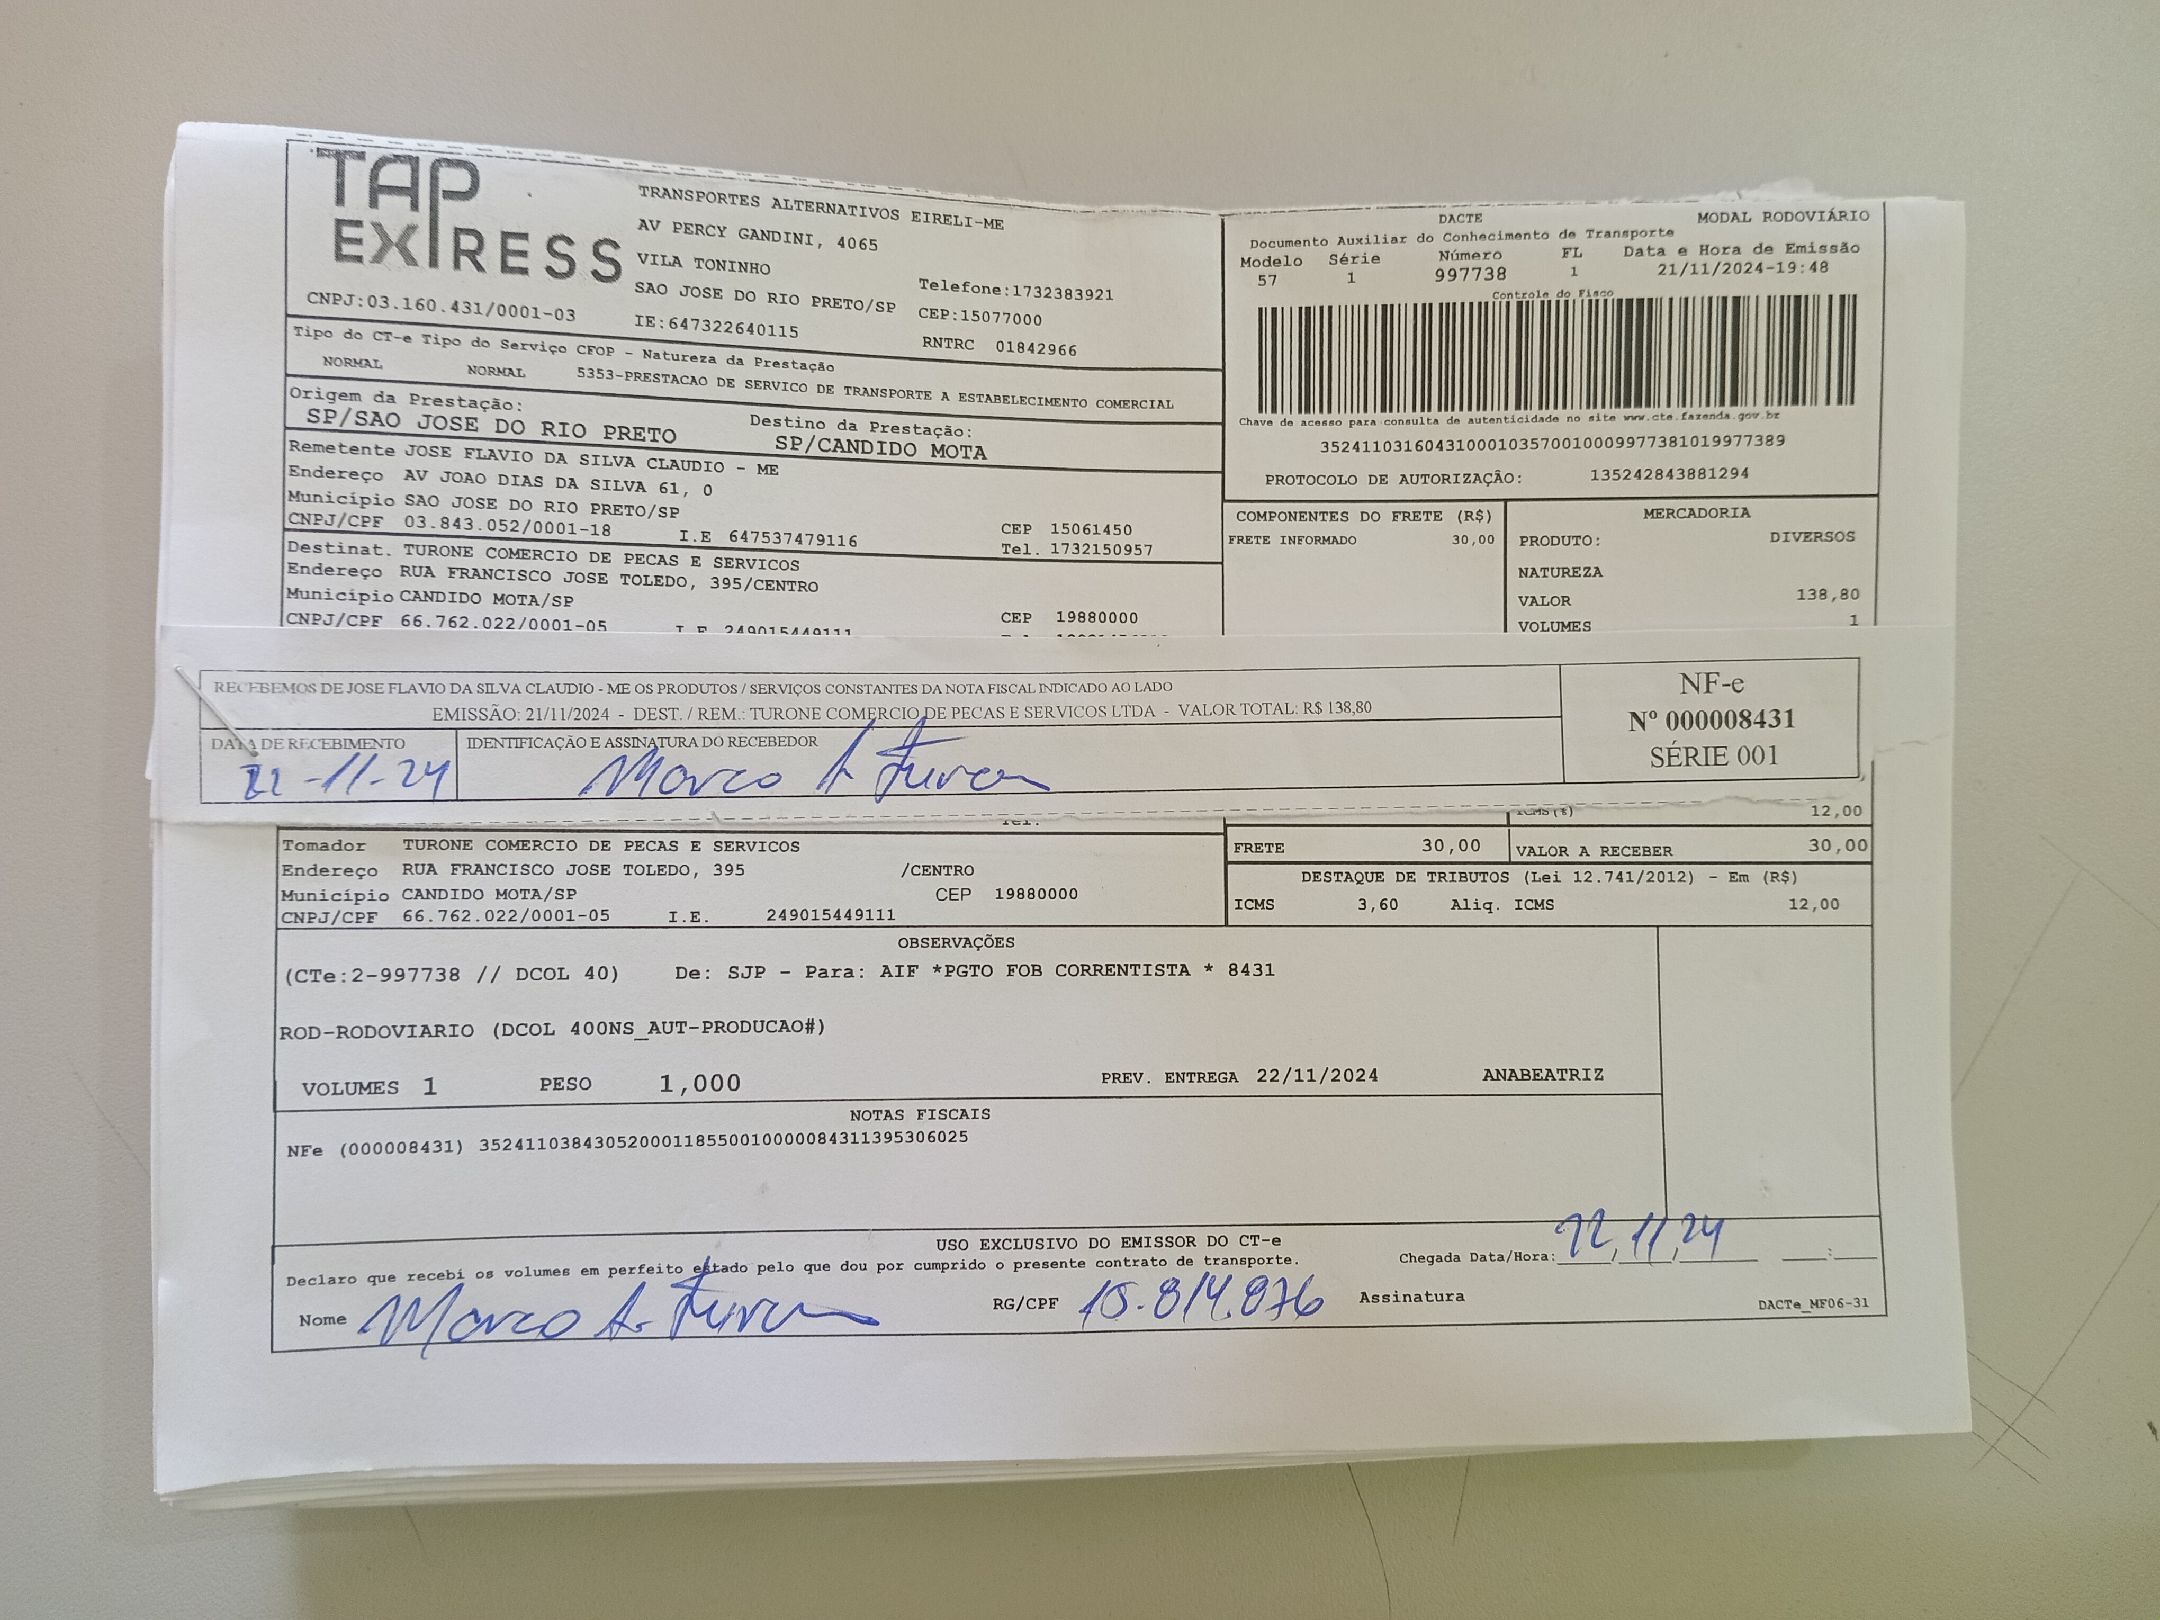 TAP EXPRESS
TRANSPORTES ALTERNATIVOS EIRELI-ME
AV PERCY GANDINI, 4065
VILA TONINHO
SAO JOSE DO RIO PRETO/SP
Telefone:1732383921
CNPJ:03.160.431/0001-03
IE:647322640115
CEP:15077000
RNTRC 01842966
Tipo do CT-e Tipo do Serviço CFOP - Natureza da Prestação
NORMAL NORMAL 5353-PRESTACAO DE SERVICO DE TRANSPORTE A ESTABELECIMENTO COMERCIAL
Origem da Prestação: Destino da Prestação:
SP/SAO JOSE DO RIO PRETO SP/CANDIDO MOTA
Remetente JOSE FLAVIO DA SILVA CLAUDIO - ME
Endereço AV JOAO DIAS DA SILVA 61, 0
Município SAO JOSE DO RIO PRETO/SP CEP 15061450
CNPJ/CPF 03.843.052/0001-18 I.E 647537479116 Tel. 1732150957
Destinat. TURONE COMERCIO DE PECAS E SERVICOS
Endereço RUA FRANCISCO JOSE TOLEDO, 395/CENTRO
Município CANDIDO MOTA/SP CEP 19880000
CNPJ/CPF 66.762.022/0001-05 I E 249015449111
DACTE MODAL RODOVIÁRIO
Documento Auxiliar do Conhecimento de Transporte
Modelo Série Número FL Data e Hora de Emissão
57 1 997738 1 21/11/2024-19:48
Controle do Fisco
Chave de acesso para consulta de autenticidade no site www.cte.fazenda.gov.br
35241103160431000103570010009977381019977389
PROTOCOLO DE AUTORIZAÇÃO: 135242843881294
COMPONENTES DO FRETE (R$) MERCADORIA
FRETE INFORMADO 30,00 PRODUTO: DIVERSOS
NATUREZA
VALOR 138,80
VOLUMES 1
RECEBEMOS DE JOSE FLAVIO DA SILVA CLAUDIO - ME OS PRODUTOS / SERVIÇOS CONSTANTES DA NOTA FISCAL INDICADO AO LADO
EMISSÃO: 21/11/2024 - DEST. / REM.: TURONE COMERCIO DE PECAS E SERVICOS LTDA - VALOR TOTAL: R$ 138,80
DATA DE RECEBIMENTO IDENTIFICAÇÃO E ASSINATURA DO RECEBEDOR
22-11-24 Marco A. Turon
NF-e
Nº 000008431
SÉRIE 001
ICMS(%) 12,00
Tomador TURONE COMERCIO DE PECAS E SERVICOS
Endereço RUA FRANCISCO JOSE TOLEDO, 395 /CENTRO
Município CANDIDO MOTA/SP CEP 19880000
CNPJ/CPF 66.762.022/0001-05 I.E. 249015449111
FRETE 30,00 VALOR A RECEBER 30,00
DESTAQUE DE TRIBUTOS (Lei 12.741/2012) - Em (R$)
ICMS 3,60 Aliq. ICMS 12,00
OBSERVAÇÕES
(CTe:2-997738 // DCOL 40) De: SJP - Para: AIF *PGTO FOB CORRENTISTA * 8431
ROD-RODOVIARIO (DCOL 400NS_AUT-PRODUCAO#)
VOLUMES 1 PESO 1,000 PREV. ENTREGA 22/11/2024 ANABEATRIZ
NOTAS FISCAIS
NFe (000008431) 35241103843052000118550010000084311395306025
USO EXCLUSIVO DO EMISSOR DO CT-e
Declaro que recebi os volumes em perfeito estado pelo que dou por cumprido o presente contrato de transporte.
Chegada Data/Hora: 22, 11, 24
Nome Marco A. Turon RG/CPF 15.814.876 Assinatura
DACTe_MF06-31